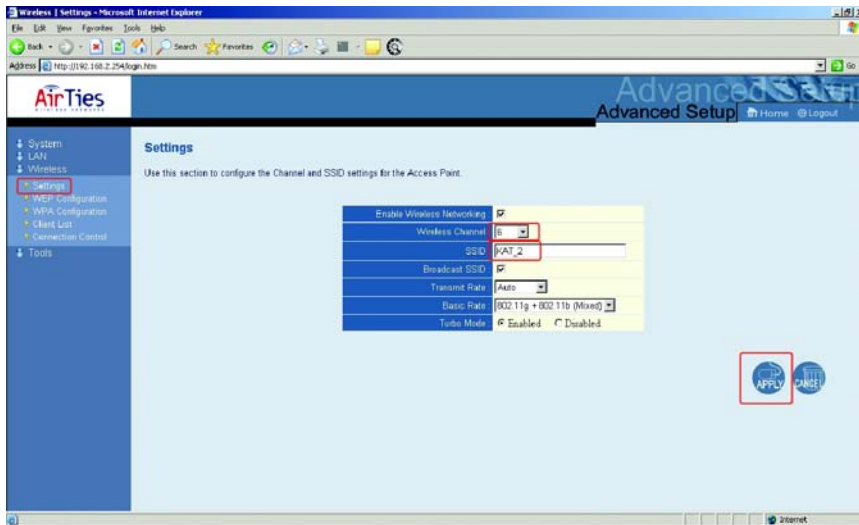 Wireless | Settings - Microsoft Internet Explorer
File Edit View Favorites Tools Help
Back Search Favorites
Address http://192.168.2.254/login.htm Go
AirTies
WIRELESS NETWORKS
Advanced Setup
Advanced Setup Home Logout
System
LAN
Wireless
Settings
WEP Configuration
WPA Configuration
Client List
Connection Control
Tools
Settings
Use this section to configure the Channel and SSID settings for the Access Point.
Enable Wireless Networking
Wireless Channel 6
SSID KAT_2
Broadcast SSID :
Transmit Rate : Auto
Basic Rate : 802.11g + 802.11b (Mixed)
Turbo Mode : Enabled Disabled
APPLY CANCEL
Internet